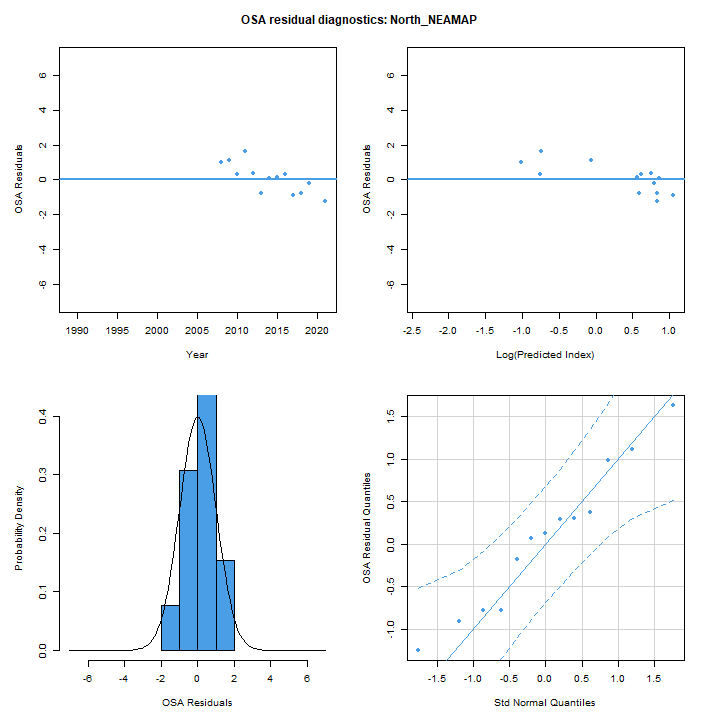 OSA residual diagnostics: North_NEAMAP
OSA Residuals
6
4
2
0
-2
-4
-6
1990 1995 2000 2005 2010 2015 2020
Year
OSA Residuals
6
4
2
0
-2
-4
-6
-2.5 -2.0 -1.5 -1.0 -0.5 0.0 0.5 1.0
Log(Predicted Index)
Probability Density
0.4
0.3
0.2
0.1
0.0
-6 -4 -2 0 2 4 6
OSA Residuals
OSA Residual Quantiles
1.5
1.0
0.5
0.0
-0.5
-1.0
-1.5 -1.0 -0.5 0.0 0.5 1.0 1.5
Std Normal Quantiles